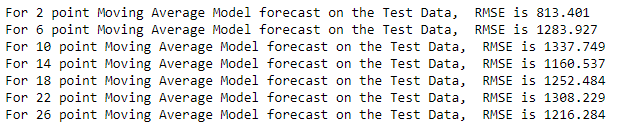 For 2 point Moving Average Model forecast on the Test Data,  RMSE is 813.401
For 6 point Moving Average Model forecast on the Test Data,  RMSE is 1283.927
For 10 point Moving Average Model forecast on the Test Data,  RMSE is 1337.749
For 14 point Moving Average Model forecast on the Test Data,  RMSE is 1160.537
For 18 point Moving Average Model forecast on the Test Data,  RMSE is 1252.484
For 22 point Moving Average Model forecast on the Test Data,  RMSE is 1308.229
For 26 point Moving Average Model forecast on the Test Data,  RMSE is 1216.284